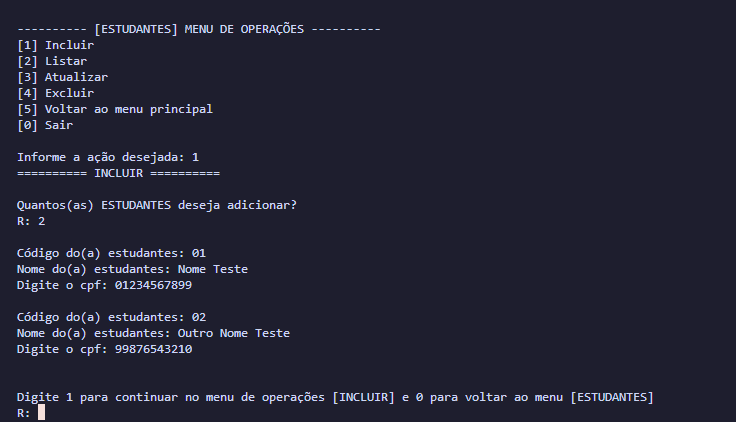 ---------- [ESTUDANTES] MENU DE OPERAÇÕES ----------
[1] Incluir
[2] Listar
[3] Atualizar
[4] Excluir
[5] Voltar ao menu principal
[0] Sair
Informe a ação desejada: 1
========== INCLUIR ==========
Quantos(as) ESTUDANTES deseja adicionar?
R: 2
Código do(a) estudantes: 01
Nome do(a) estudantes: Nome Teste
Digite o cpf: 01234567899
Código do(a) estudantes: 02
Nome do(a) estudantes: Outro Nome Teste
Digite o cpf: 99876543210
Digite 1 para continuar no menu de operações [INCLUIR] e 0 para voltar ao menu [ESTUDANTES]
R: